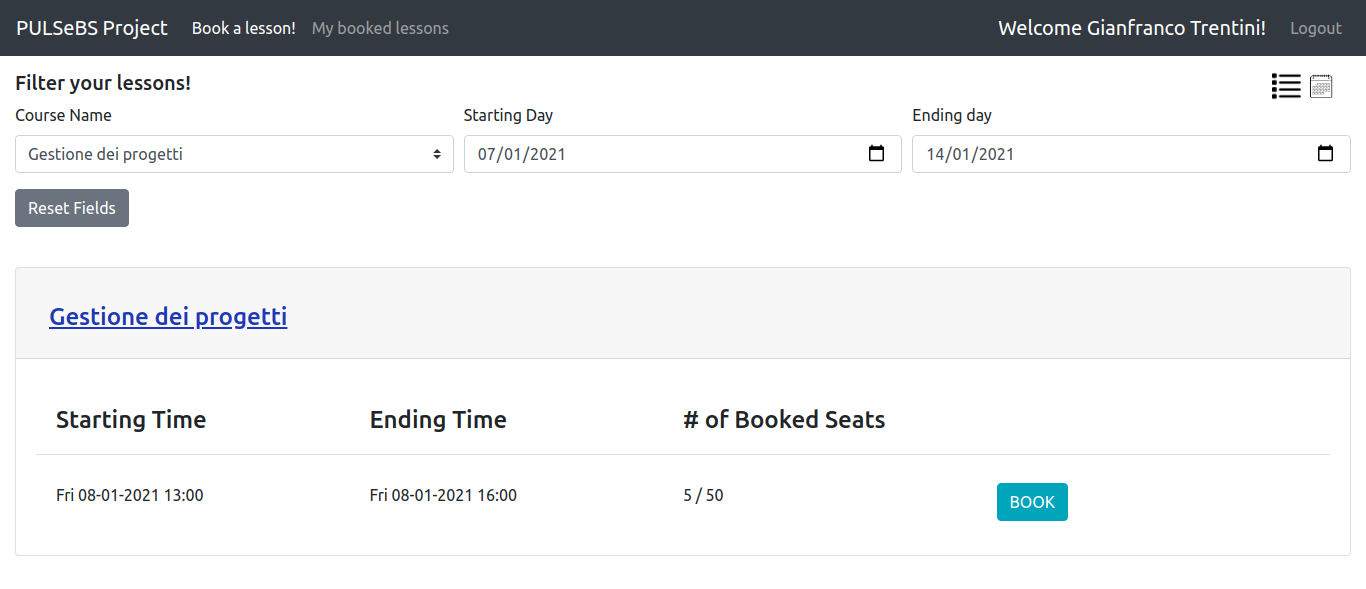 PULSeBS Project Book a lesson! My booked lessons Welcome Gianfranco Trentini! Logout
Filter your lessons!
Course Name Starting Day Ending day
Gestione dei progetti 07/01/2021 14/01/2021
Reset Fields
Gestione dei progetti
Starting Time Ending Time # of Booked Seats
Fri 08-01-2021 13:00 Fri 08-01-2021 16:00 5 / 50 BOOK